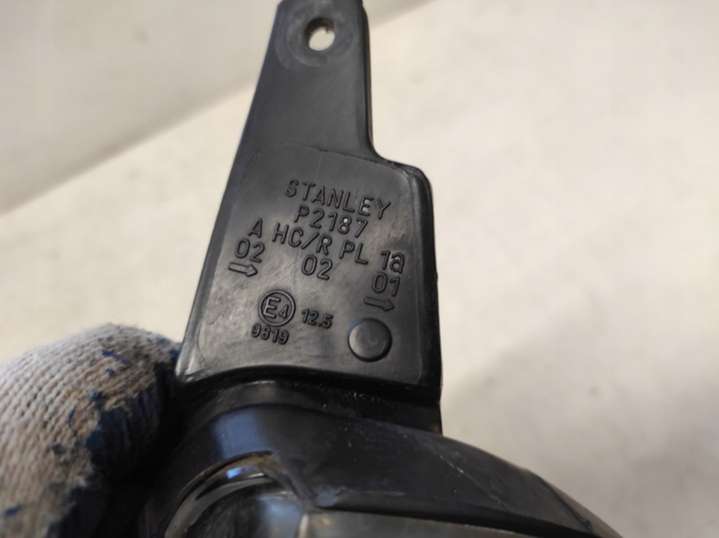 STANLEY
P2187
A HC/R PL 1a
02 02 01
E4 12.5
9819